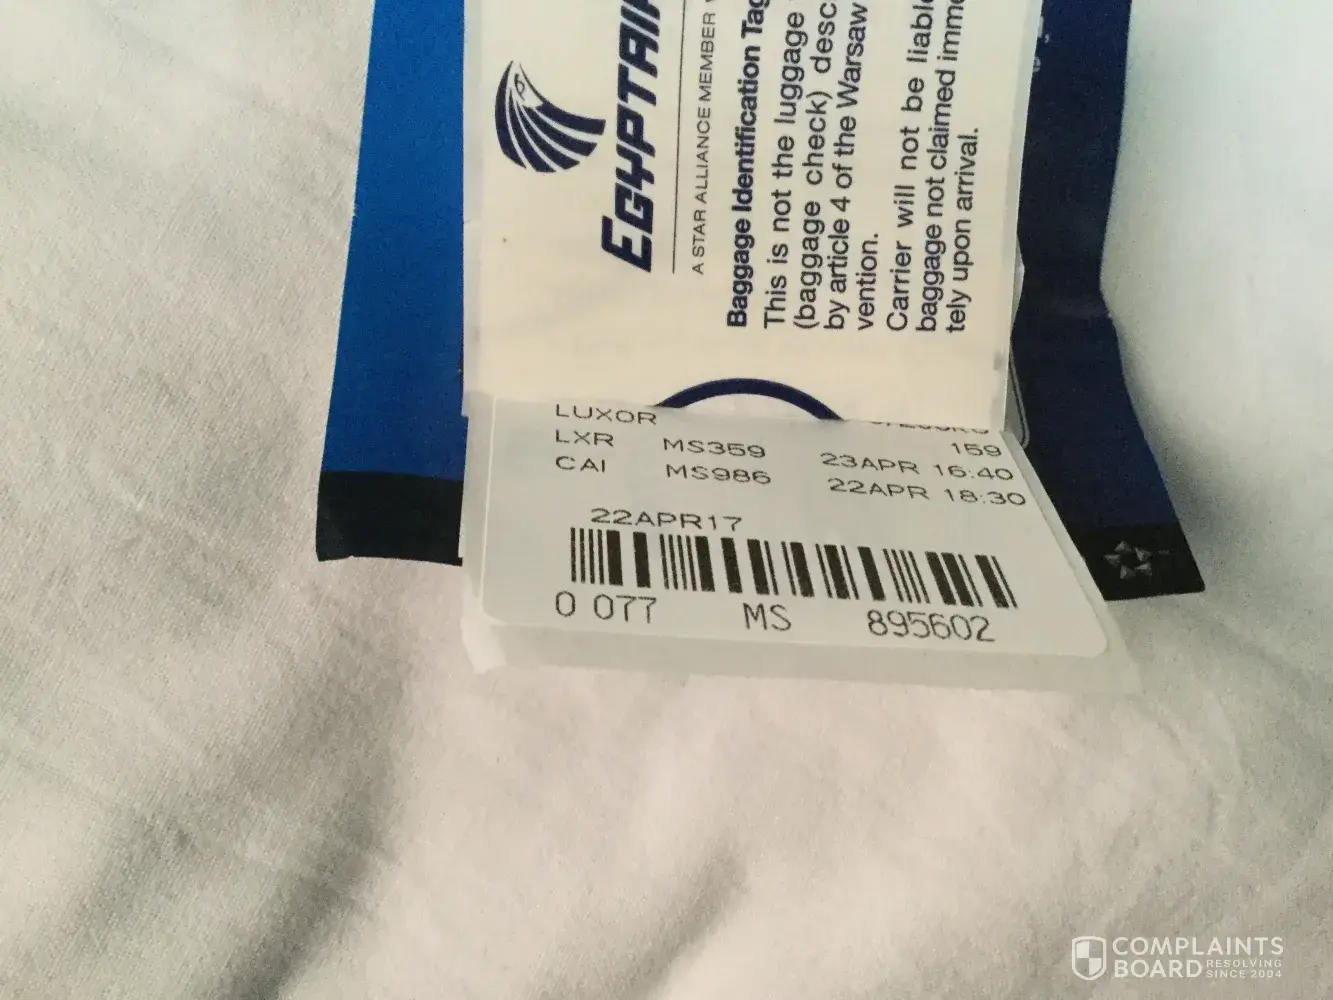 EGYPTAIR
A STAR ALLIANCE MEMBER
Baggage Identification Tag
This is not the luggage
(baggage check) desc
by article 4 of the Warsaw
vention.
Carrier will not be liable
baggage not claimed imme
tely upon arrival.
LUXOR
159
LXR MS359 23APR 16:40
CAI MS986 22APR 18:30
22APR17
0 077 MS 895602
COMPLAINTS
BOARD RESOLVING
SINCE 2004